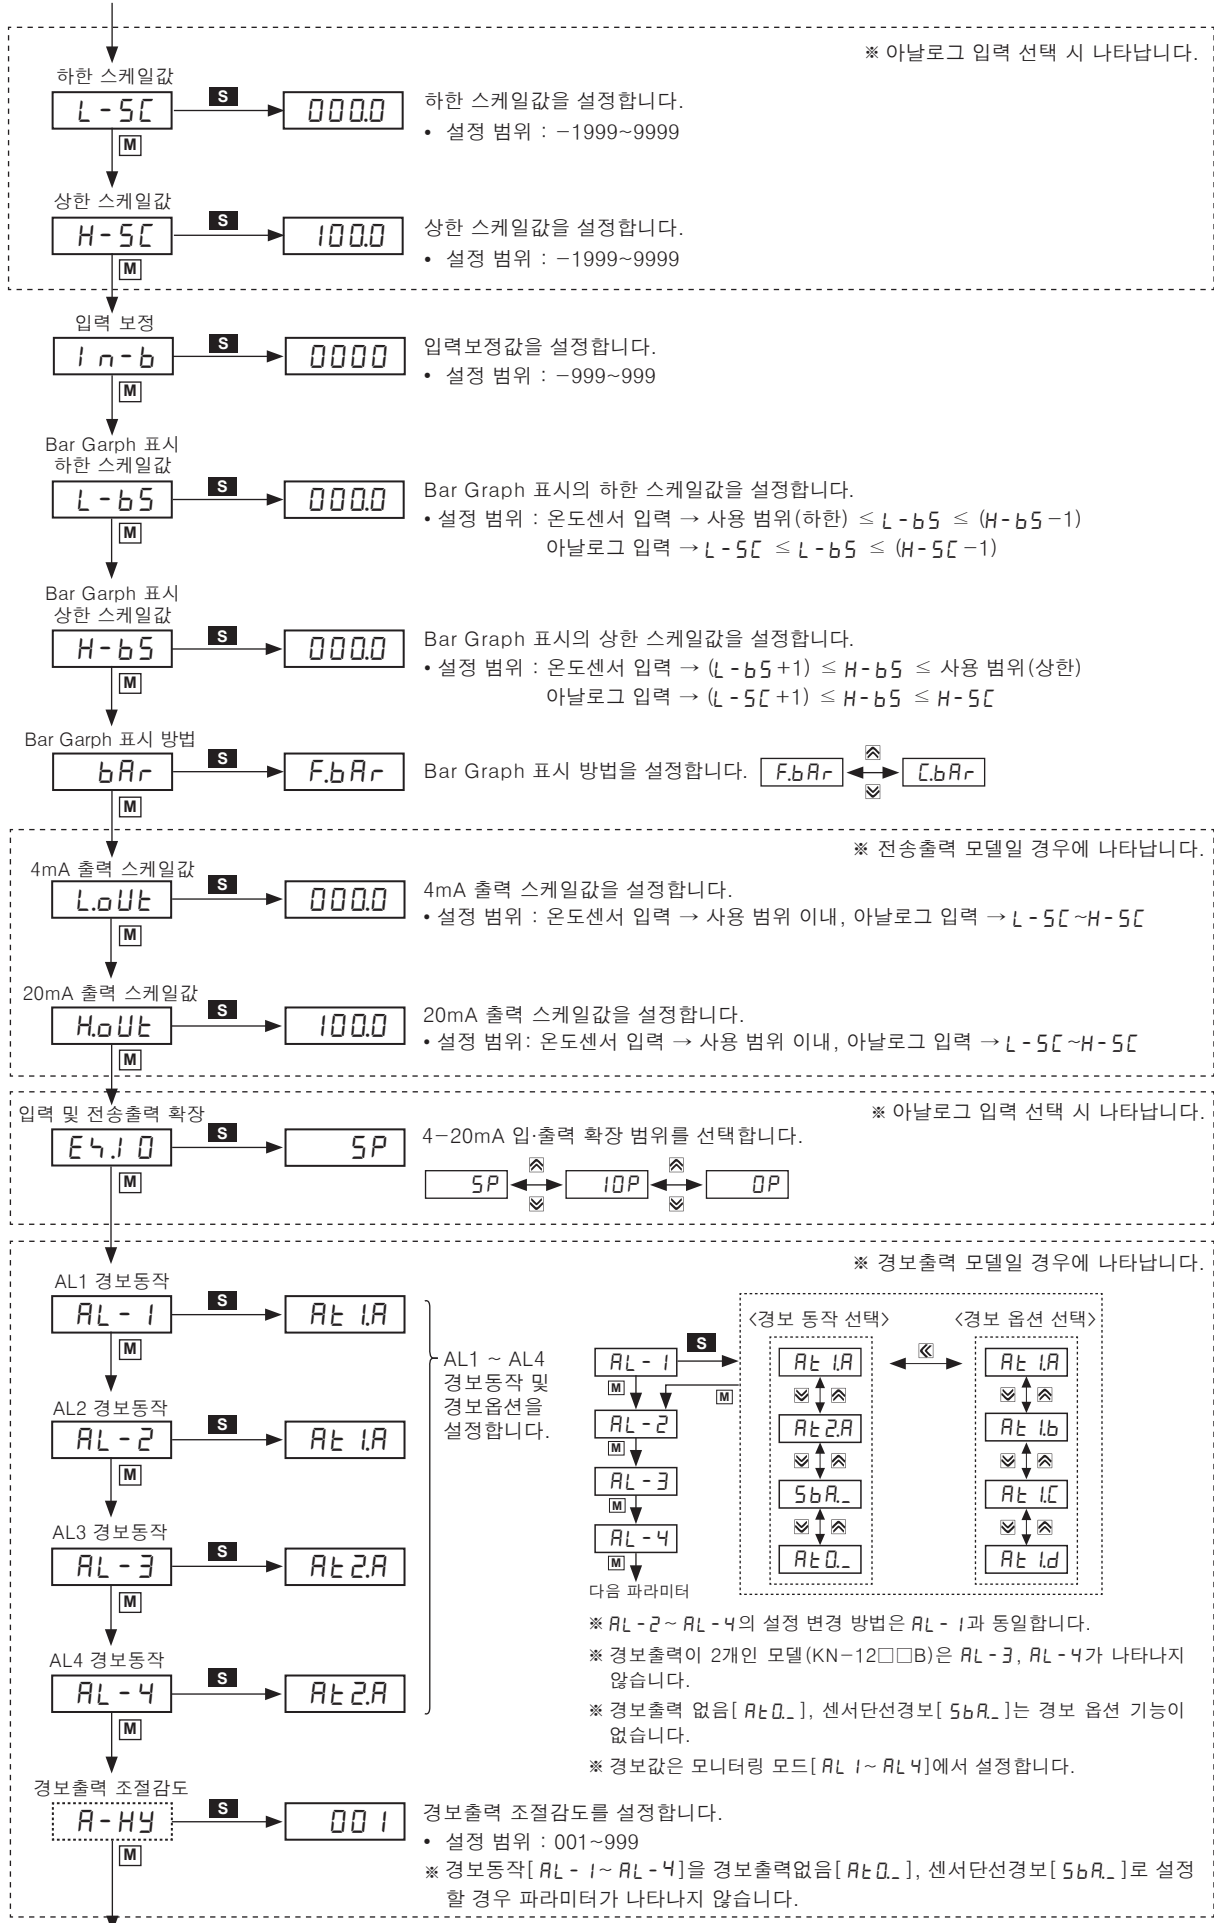 ※ 아날로그 입력 선택 시 나타납니다.
하한 스케일값
L-SC S 000.0 하한 스케일값을 설정합니다.
• 설정 범위 : -1999~9999
M
상한 스케일값
H-SC S 100.0 상한 스케일값을 설정합니다.
• 설정 범위 : -1999~9999
M
입력 보정
In-b S 0000 입력보정값을 설정합니다.
• 설정 범위 : -999~999
M
Bar Garph 표시
하한 스케일값
L-bS S 000.0 Bar Graph 표시의 하한 스케일값을 설정합니다.
• 설정 범위 : 온도센서 입력 → 사용 범위(하한) ≤ L-bS ≤ (H-bS-1)
M
아날로그 입력 → L-SC ≤ L-bS ≤ (H-SC-1)
Bar Garph 표시
상한 스케일값
H-bS S 000.0 Bar Graph 표시의 상한 스케일값을 설정합니다.
• 설정 범위 : 온도센서 입력 → (L-bS+1) ≤ H-bS ≤ 사용 범위(상한)
M
아날로그 입력 → (L-SC+1) ≤ H-bS ≤ H-SC
Bar Garph 표시 방법
bAr S F.bAr Bar Graph 표시 방법을 설정합니다. F.bAr C.bAr
M
※ 전송출력 모델일 경우에 나타납니다.
4mA 출력 스케일값
L.oUt S 000.0 4mA 출력 스케일값을 설정합니다.
• 설정 범위 : 온도센서 입력 → 사용 범위 이내, 아날로그 입력 → L-SC~H-SC
M
20mA 출력 스케일값
H.oUt S 100.0 20mA 출력 스케일값을 설정합니다.
• 설정 범위: 온도센서 입력 → 사용 범위 이내, 아날로그 입력 → L-SC~H-SC
M
※ 아날로그 입력 선택 시 나타납니다.
입력 및 전송출력 확장
S 5P 4-20mA 입·출력 확장 범위를 선택합니다.
M
5P 10P 0P
※ 경보출력 모델일 경우에 나타납니다.
AL1 경보동작
AL-1 S At1.A
M
AL2 경보동작
AL-2 S At1.A
M
AL3 경보동작
AL-3 S At2.A
M
AL4 경보동작
AL-4 S At2.A
M
AL1 ~ AL4
경보동작 및
경보옵션을
설정합니다.
AL-1 S
M M
AL-2
M
AL-3
M
AL-4
M
다음 파라미터
<경보 동작 선택> <경보 옵션 선택>
At1.A At1.A
At2.A At1.b
SbA._ At1.C
At0._ At1.d
※ AL-2~AL-4의 설정 변경 방법은 AL-1과 동일합니다.
※ 경보출력이 2개인 모델(KN-12□□B)은 AL-3, AL-4가 나타나지
않습니다.
※ 경보출력 없음[ At0._ ], 센서단선경보[ SbA._ ]는 경보 옵션 기능이
없습니다.
※ 경보값은 모니터링 모드[ AL1~AL4]에서 설정합니다.
경보출력 조절감도
A-HY S 001 경보출력 조절감도를 설정합니다.
• 설정 범위 : 001~999
M
※ 경보동작[ AL-1~AL-4]을 경보출력없음[ At0._ ], 센서단선경보[ SbA._ ]로 설정
할 경우 파라미터가 나타나지 않습니다.